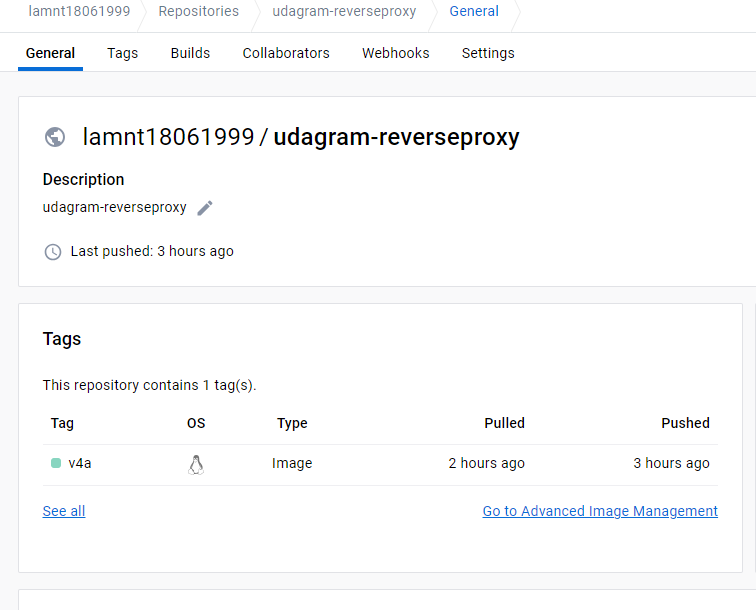 lamnt18061999 Repositories udagram-reverseproxy General
General Tags Builds Collaborators Webhooks Settings
lamnt18061999 / udagram-reverseproxy
Description
udagram-reverseproxy
Last pushed: 3 hours ago
Tags
This repository contains 1 tag(s).
Tag OS Type Pulled Pushed
v4a Image 2 hours ago 3 hours ago
See all Go to Advanced Image Management